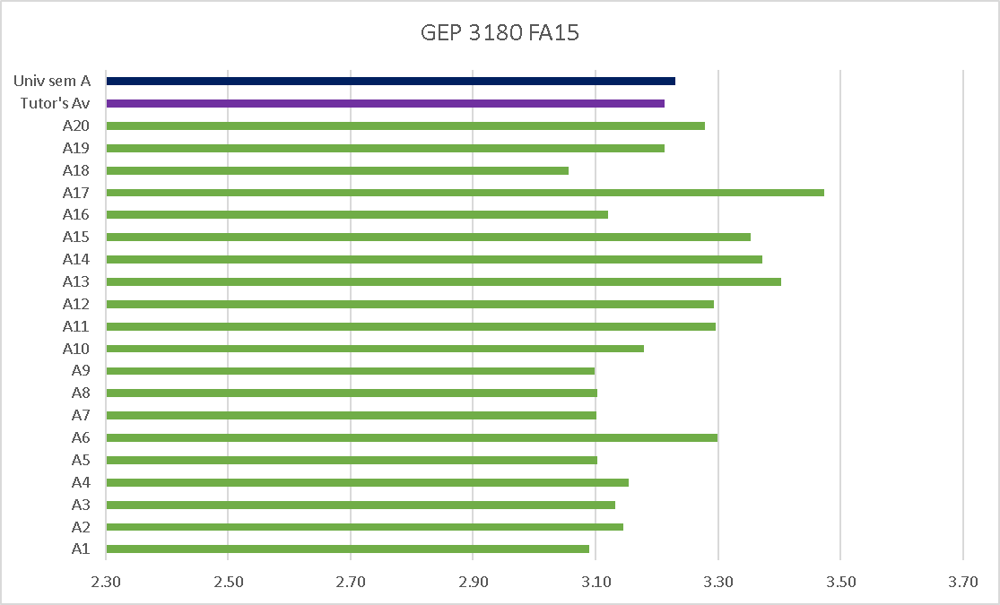 GEP 3180 FA15
Univ sem A
Tutor's Av
A20
A19
A18
A17
A16
A15
A14
A13
A12
A11
A10
A9
A8
A7
A6
A5
A4
A3
A2
A1
2.30 2.50 2.70 2.90 3.10 3.30 3.50 3.70